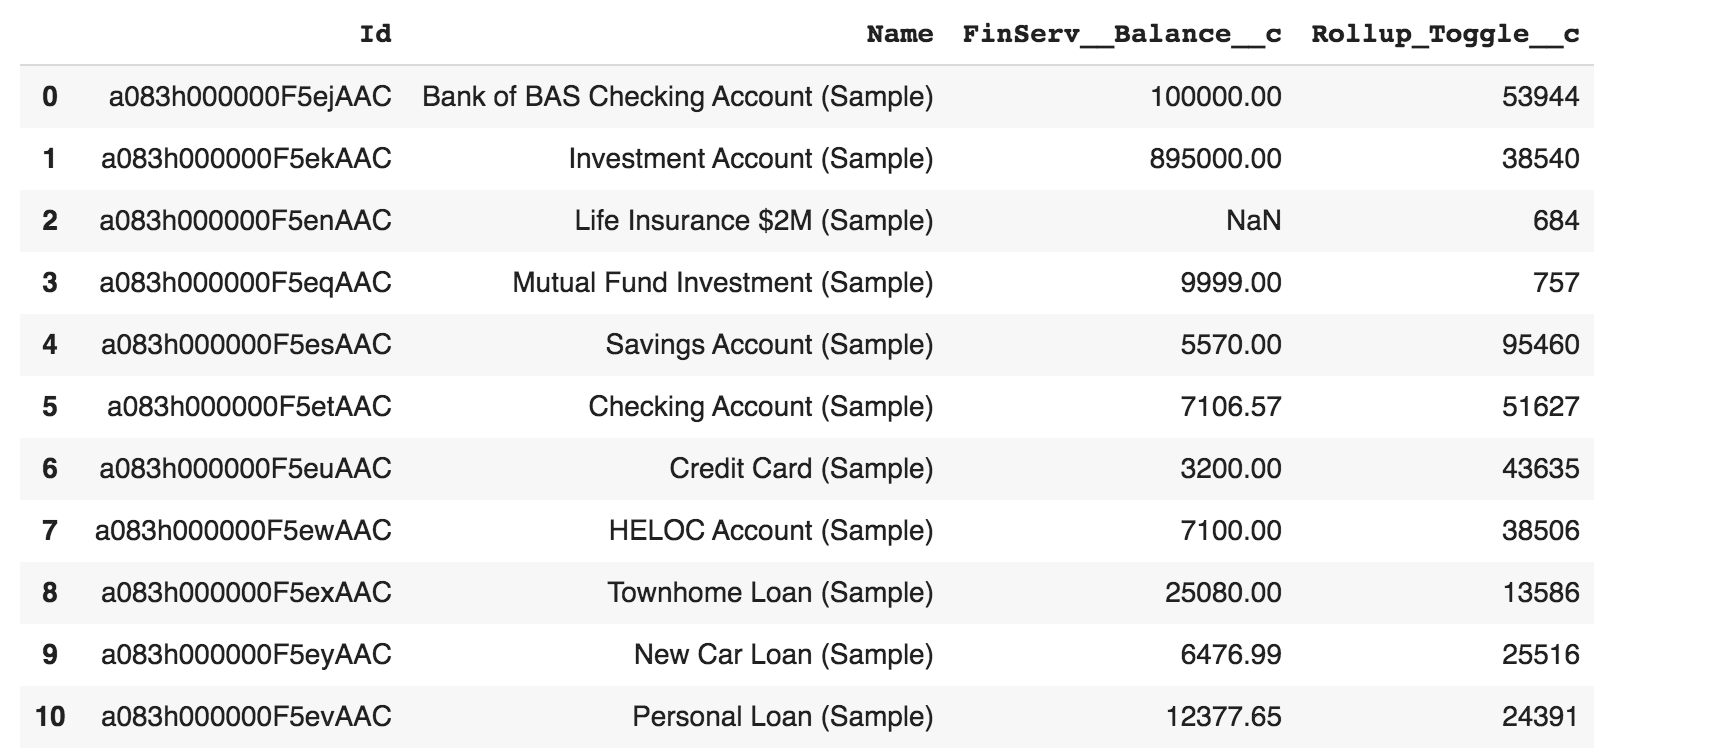 Id Name FinServ__Balance__c Rollup_Toggle__c
0 a083h000000F5ejAAC Bank of BAS Checking Account (Sample) 100000.00 53944
1 a083h000000F5ekAAC Investment Account (Sample) 895000.00 38540
2 a083h000000F5enAAC Life Insurance $2M (Sample) NaN 684
3 a083h000000F5eqAAC Mutual Fund Investment (Sample) 9999.00 757
4 a083h000000F5esAAC Savings Account (Sample) 5570.00 95460
5 a083h000000F5etAAC Checking Account (Sample) 7106.57 51627
6 a083h000000F5euAAC Credit Card (Sample) 3200.00 43635
7 a083h000000F5ewAAC HELOC Account (Sample) 7100.00 38506
8 a083h000000F5exAAC Townhome Loan (Sample) 25080.00 13586
9 a083h000000F5eyAAC New Car Loan (Sample) 6476.99 25516
10 a083h000000F5evAAC Personal Loan (Sample) 12377.65 24391